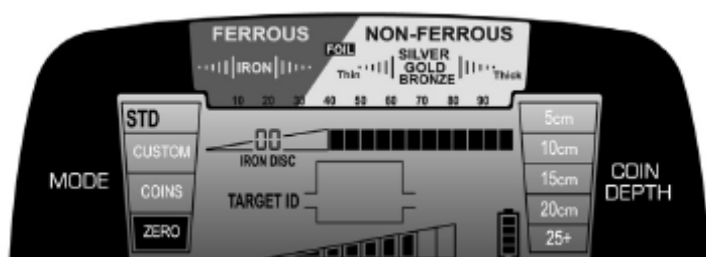 FERROUS
NON-FERROUS
FOIL
IRON
Thin
SILVER
GOLD
BRONZE
Thick
10 20 30 40 50 60 70 80 90
STD
CUSTOM
COINS
ZERO
MODE
00
IRON DISC
TARGET ID
5cm
10cm
15cm
20cm
25+
COIN
DEPTH